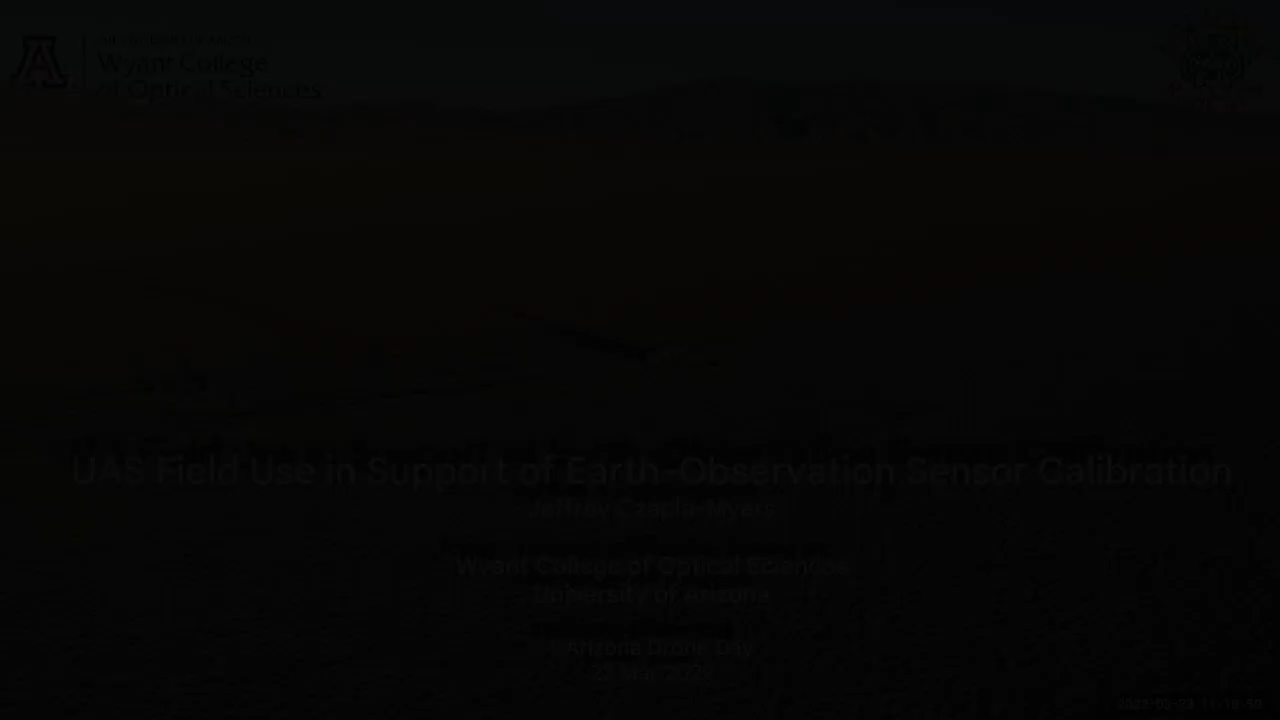 Wyant College
of Optical Sciences
UAS Field Use in Support of Earth-Observation Sensor Calibration
Jeffrey Czapla-Myers
Wyant College of Optical Sciences
University of Arizona
Arizona Drone Day